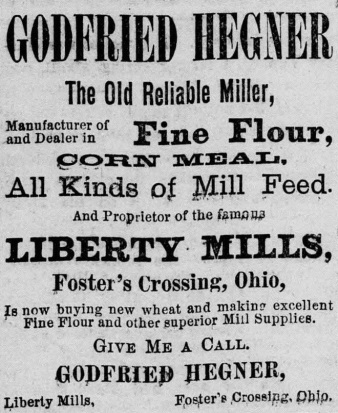 GODFRIED HEGNER
The Old Reliable Miller,
Manufacturer of
and Dealer in Fine Flour,
CORN MEAL,
All Kinds of Mill Feed.
And Proprietor of the famous
LIBERTY MILLS,
Foster's Crossing, Ohio,
Is now buying new wheat and making excellent
Fine Flour and other superior Mill Supplies.
GIVE ME A CALL.
GODFRIED HEGNER,
Liberty Mills, Foster's Crossing, Ohio.